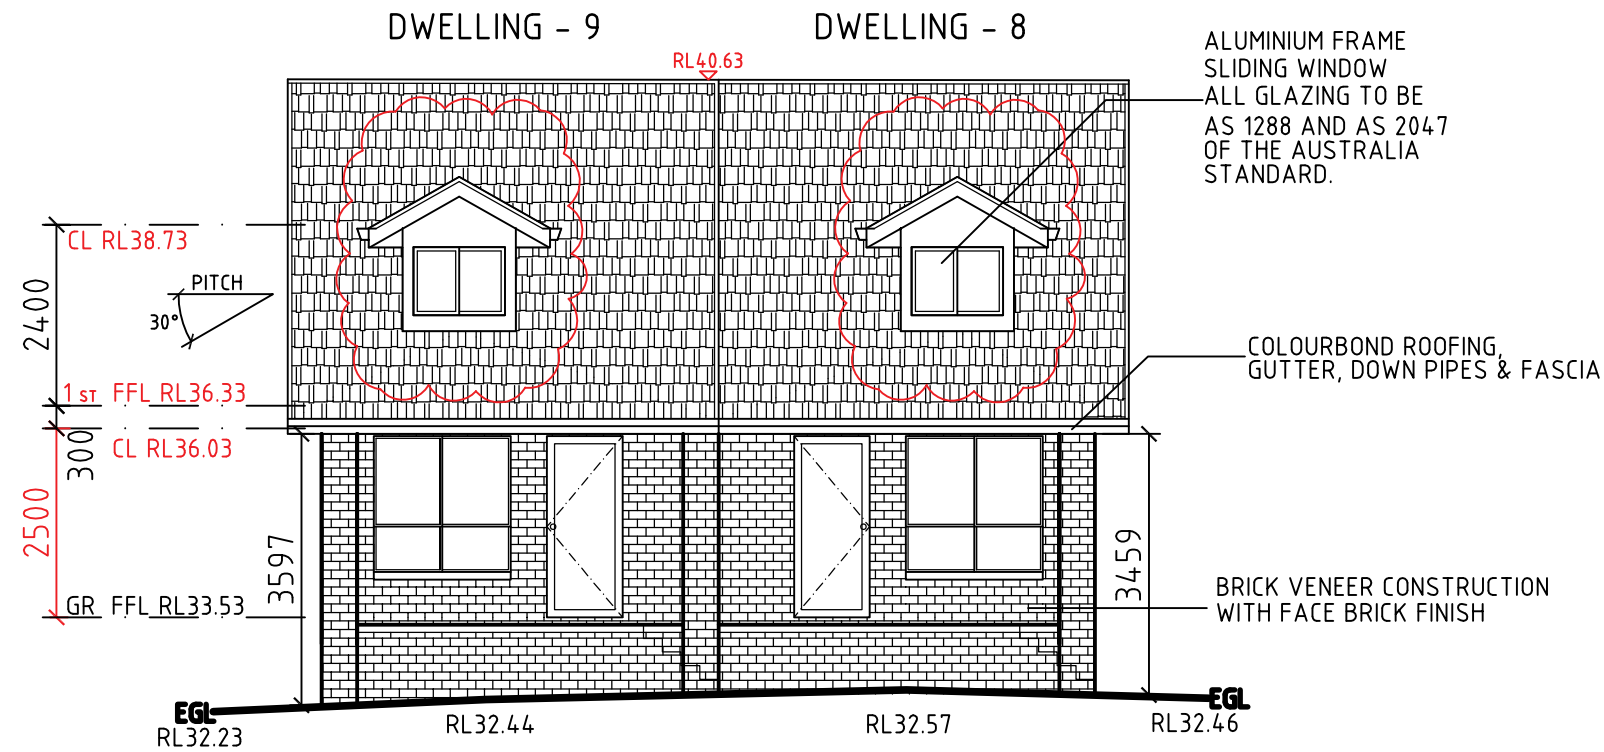 DWELLING - 9
DWELLING - 8
RL40.63
ALUMINIUM FRAME
SLIDING WINDOW
ALL GLAZING TO BE
AS 1288 AND AS 2047
OF THE AUSTRALIA
STANDARD.
CL RL38.73
2400
PITCH
30°
COLOURBOND ROOFING,
GUTTER, DOWN PIPES & FASCIA
1 ST FFL RL36.33
300
CL RL36.03
2500
3597
3459
GR FFL RL33.53
BRICK VENEER CONSTRUCTION
WITH FACE BRICK FINISH
EGL
RL32.23
RL32.44
RL32.57
EGL
RL32.46